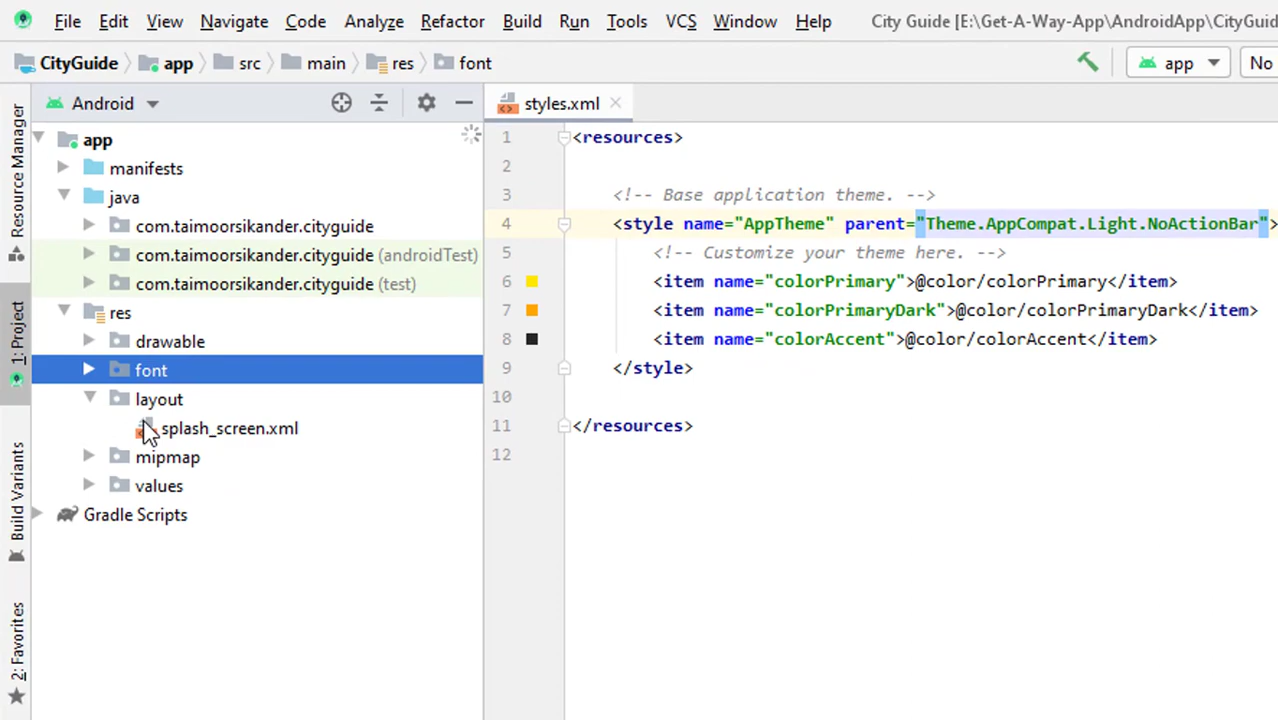 File Edit View Navigate Code Analyze Refactor Build Run Tools VCS Window Help City Guide [E:\Get-A-Way-App\AndroidApp\CityGuid
CityGuide app src main res font app No
Android styles.xml
Resource Manager
1: Project
Build Variants
2: Favorites
app
manifests
java
com.taimoorsikander.cityguide
com.taimoorsikander.cityguide (androidTest)
com.taimoorsikander.cityguide (test)
res
drawable
font
layout
splash_screen.xml
mipmap
values
Gradle Scripts
1 <resources>
2
3 <!-- Base application theme. -->
4 <style name="AppTheme" parent="Theme.AppCompat.Light.NoActionBar">
5 <!-- Customize your theme here. -->
6 <item name="colorPrimary">@color/colorPrimary</item>
7 <item name="colorPrimaryDark">@color/colorPrimaryDark</item>
8 <item name="colorAccent">@color/colorAccent</item>
9 </style>
10
11 </resources>
12